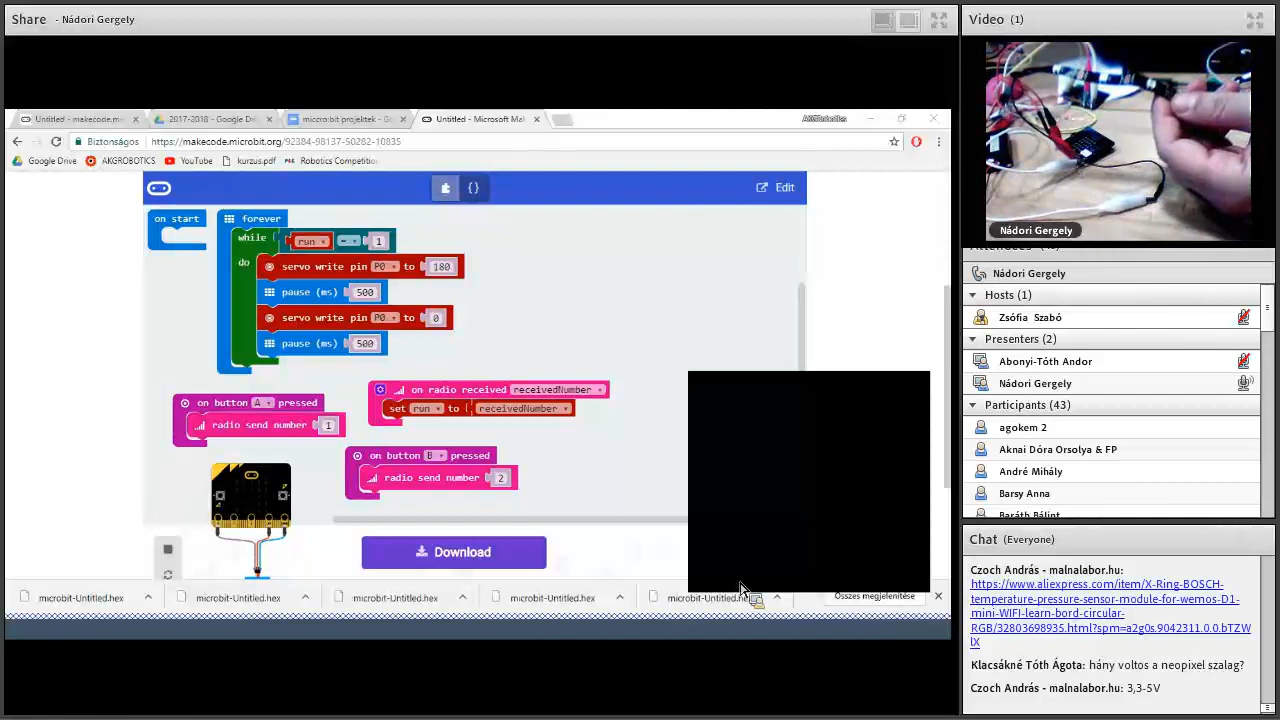 Share - Nádori Gergely
Video (1)
Untitled - makecode.m
2017-2018 - Google Dri
microbit projektek - G
Untitled - Microsoft Ma
Biztonságos
https://makecode.microbit.org/92384-98137-50282-10835
Google Drive
AKGROBOTICS
YouTube
kurzus.pdf
Robotics Competitio
{} Edit
on start
forever
while run = 1
do
servo write pin P0 to 180
pause (ms) 500
servo write pin P0 to 0
pause (ms) 500
on button A pressed
radio send number 1
on radio received receivedNumber
set run to receivedNumber
on button B pressed
radio send number 2
Download
microbit-Untitled.hex
microbit-Untitled.hex
microbit-Untitled.hex
microbit-Untitled.hex
Összes megjelenítése
Nádori Gergely
Nádori Gergely
Hosts (1)
Zsófia Szabó
Presenters (2)
Abonyi-Tóth Andor
Nádori Gergely
Participants (43)
agokem 2
Aknai Dóra Orsolya & FP
André Mihály
Barsy Anna
Baráth Bálint
Chat (Everyone)
Czoch András - malnalabor.hu:
https://www.aliexpress.com/item/X-Ring-BOSCH-
temperature-pressure-sensor-module-for-wemos-D1-
mini-WIFI-learn-bord-circular-
RGB/32803698935.html?spm=a2g0s.9042311.0.0.bTZW
lX
Klacsákné Tóth Ágota: hány voltos a neopixel szalag?
Czoch András - malnalabor.hu: 3,3-5V